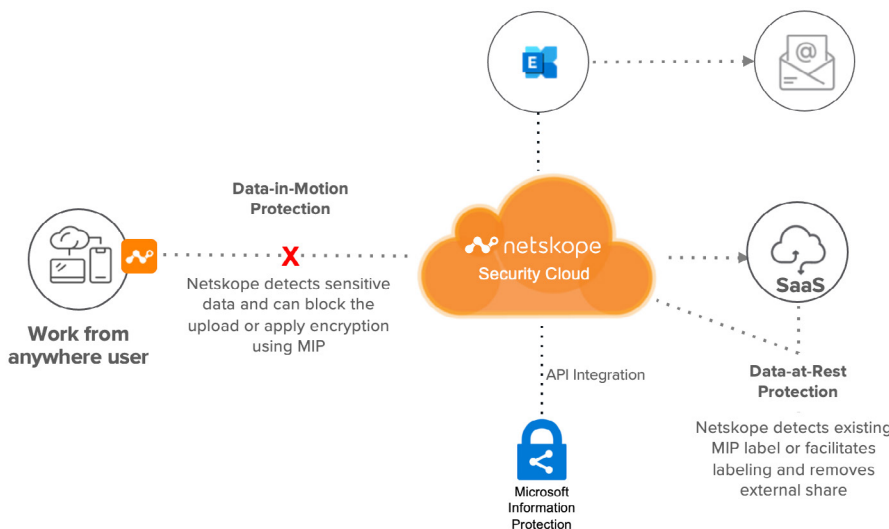 E
@
Data-in-Motion
Protection
netskope
Security Cloud
X
SaaS
Netskope detects sensitive
data and can block the
upload or apply encryption
using MIP
Work from
anywhere user
API Integration
Data-at-Rest
Protection
Netskope detects existing
MIP label or facilitates
labeling and removes
external share
Microsoft
Information
Protection